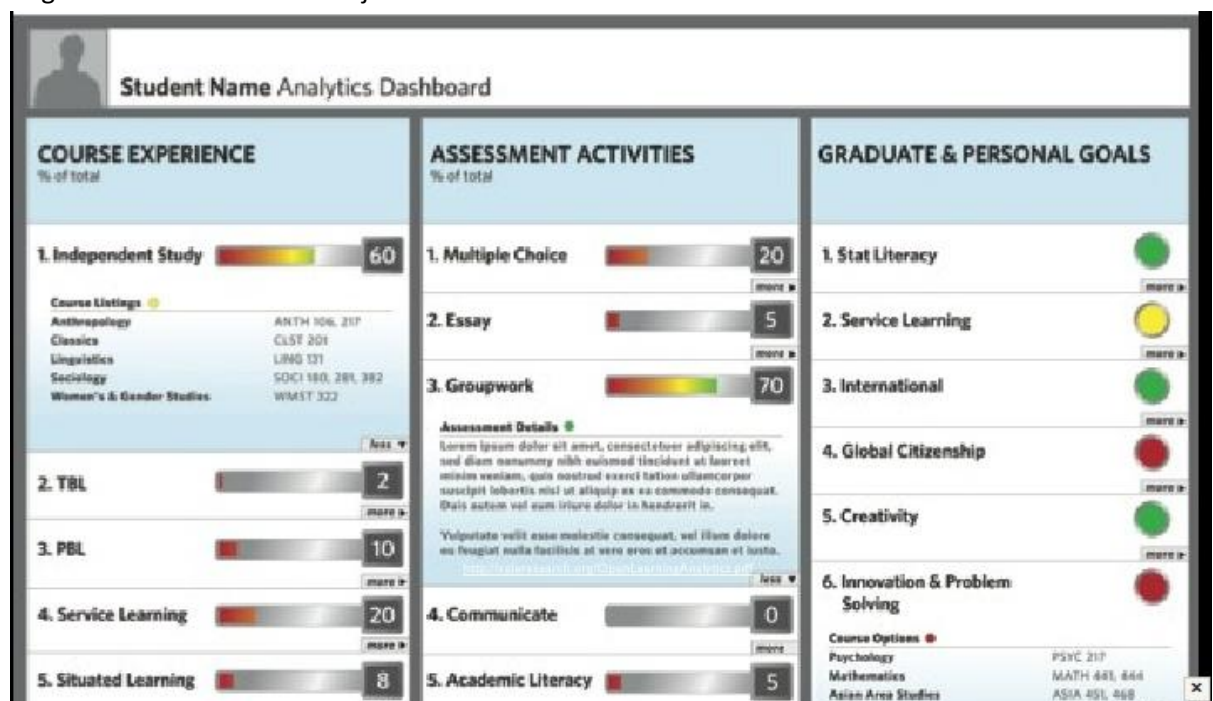 Student Name Analytics Dashboard
COURSE EXPERIENCE
% of total
1. Independent Study 60
Course Listings
Anthropology ANTH 106, 217
Classics CLST 201
Linguistics LING 131
Sociology SOCI 180, 281, 382
Women's & Gender Studies WMST 322
less
2. TBL 2
more
3. PBL 10
more
4. Service Learning 20
more
5. Situated Learning 8
ASSESSMENT ACTIVITIES
% of total
1. Multiple Choice 20
more
2. Essay 5
more
3. Groupwork 70
Assessment Details
Lorem ipsum dolor sit amet, consectetuer adipiscing elit,
sed diam nonummy nibh euismod tincidunt ut laoreet
minim veniam, quis nostrud exerci tation ullamcorper
suscipit lobortis nisl ut aliquip ex ea commodo consequat.
Duis autem vel eum iriure dolor in hendrerit in.
Vulputate velit esse molestie consequat, vel illum dolore
eu feugiat nulla facilisis at vero eros et accumsan et iusto.
less
4. Communicate 0
more
5. Academic Literacy 5
GRADUATE & PERSONAL GOALS
1. Stat Literacy
more
2. Service Learning
more
3. International
more
4. Global Citizenship
more
5. Creativity
more
6. Innovation & Problem
Solving
Course Options
Psychology PSYC 217
Mathematics MATH 441, 444
Asian Area Studies ASIA 451, 468